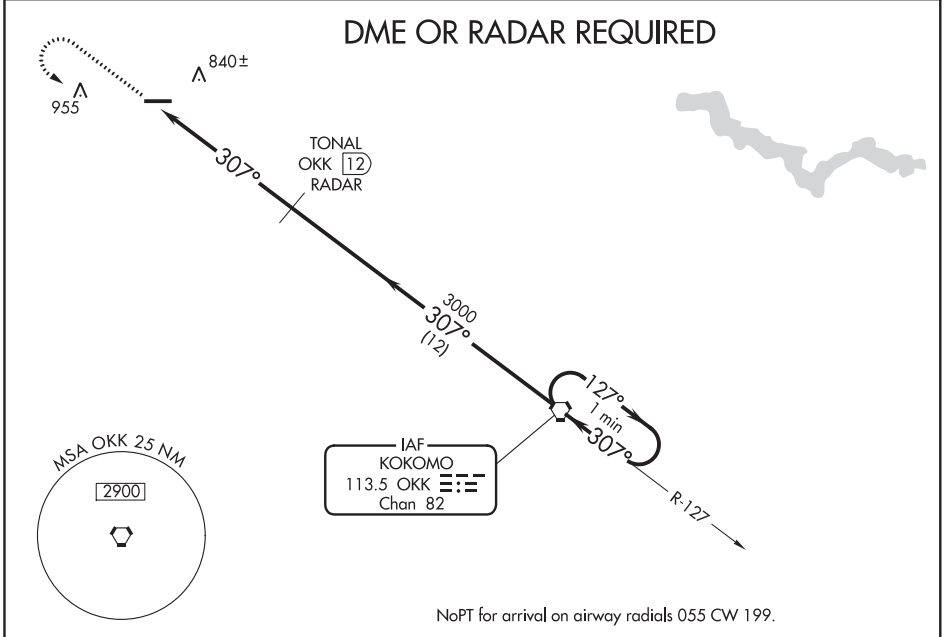 DME OR RADAR REQUIRED
840±
955
TONAL
OKK 12
RADAR
307°
3000
307°
(12)
127°
1 min
307°
R-127
IAF
KOKOMO
113.5 OKK
Chan 82
MSA OKK 25 NM
2900
NoPT for arrival on airway radials 055 CW 199.